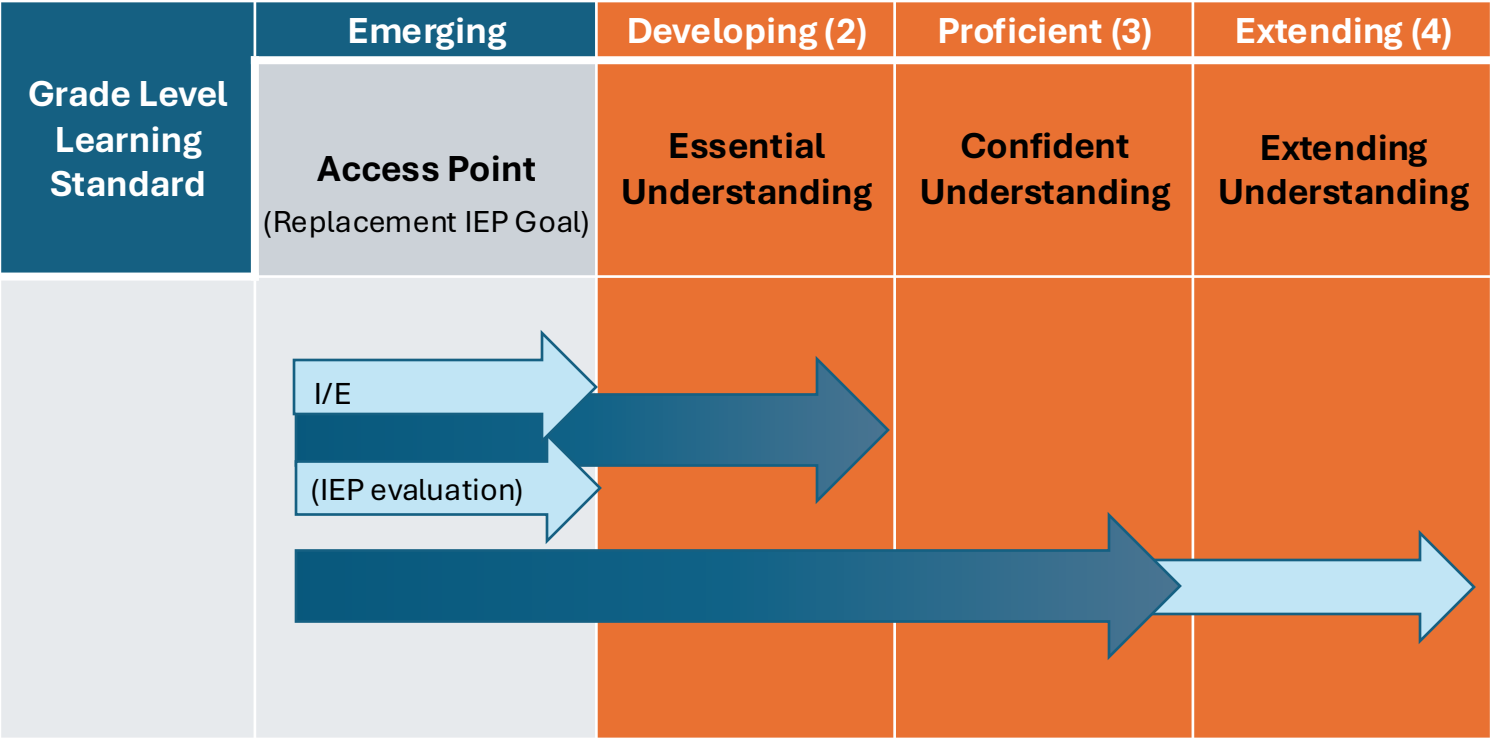 Emerging
Developing (2)
Proficient (3)
Extending (4)
Grade Level
Learning
Standard
Access Point
(Replacement IEP Goal)
Essential
Understanding
Confident
Understanding
Extending
Understanding
I/E
(IEP evaluation)